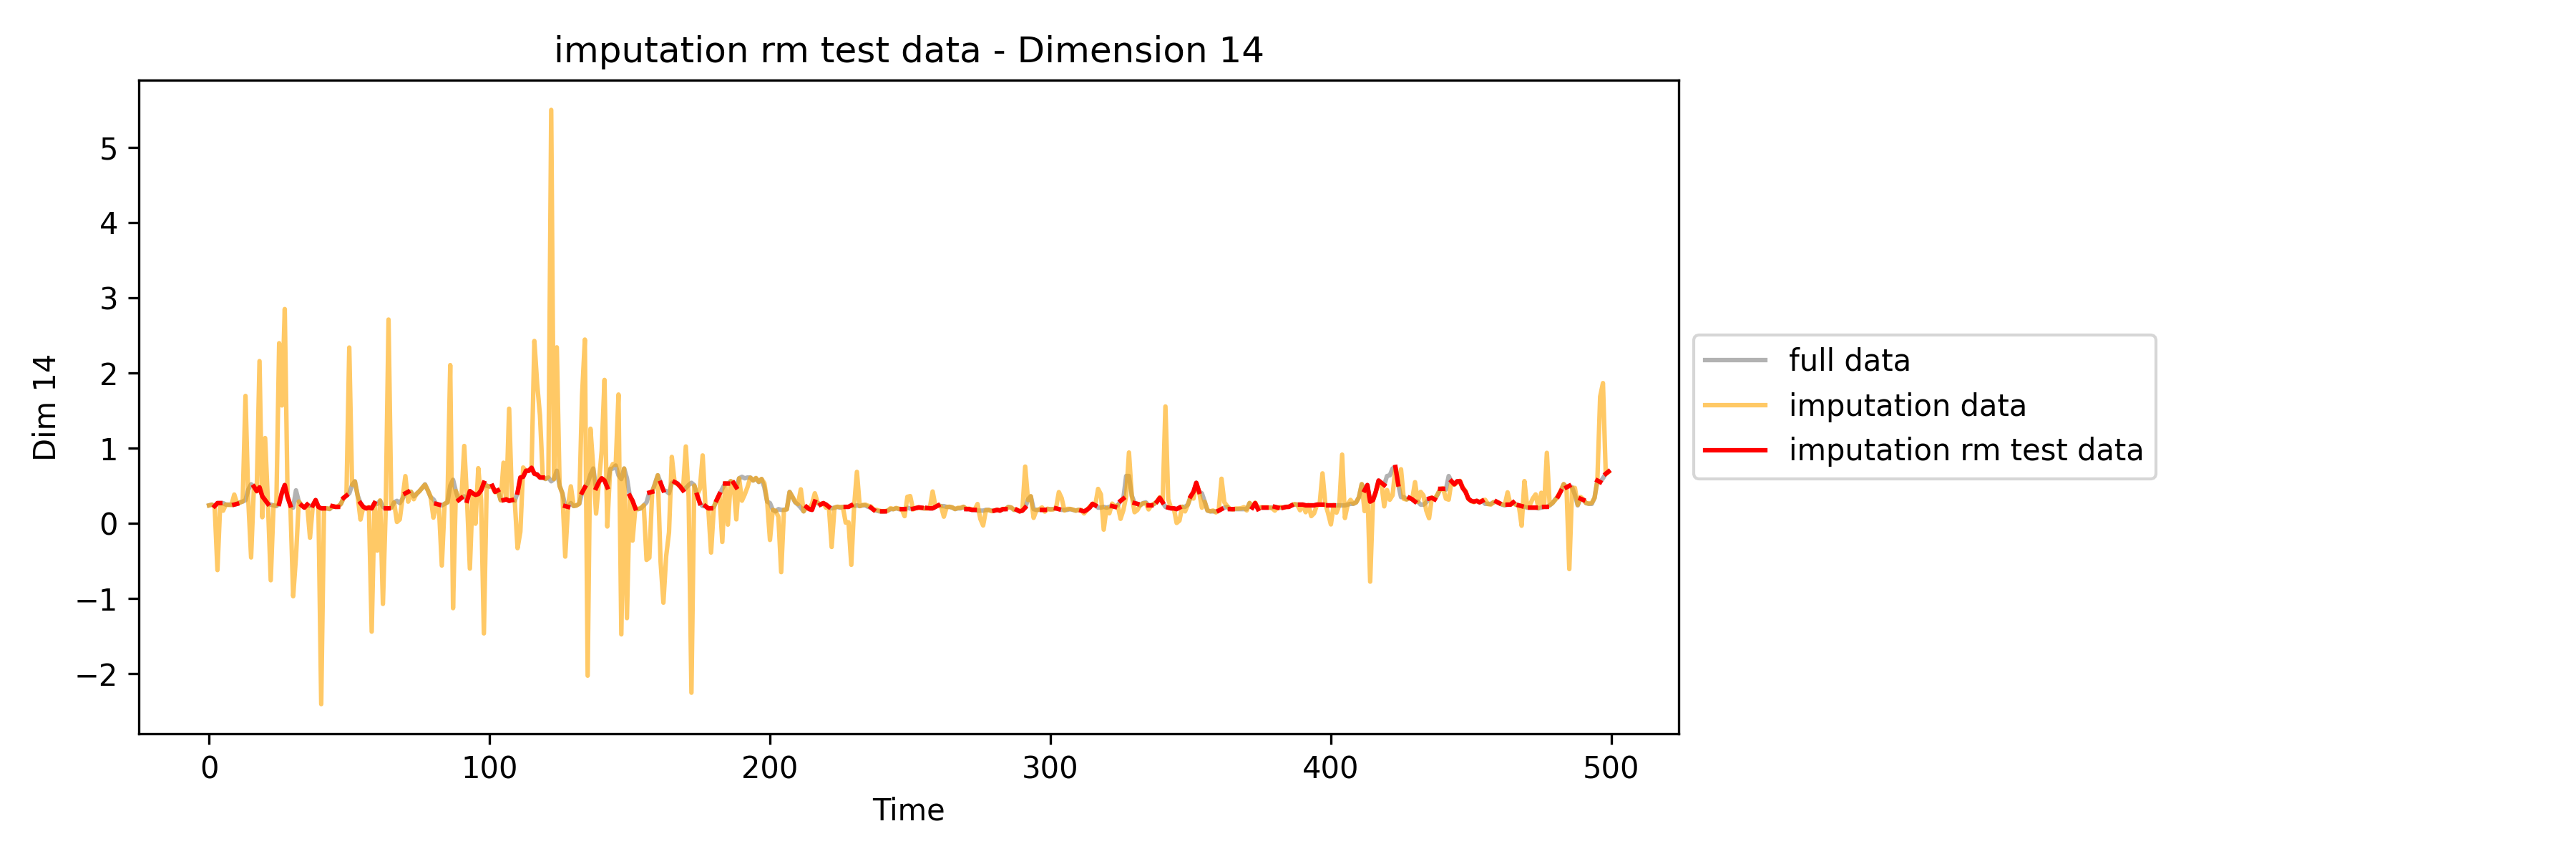 imputation rm test data - Dimension 14
5
4
3
2
1
0
−1
−2
Dim 14
0 100 200 300 400 500
Time
full data
imputation data
imputation rm test data